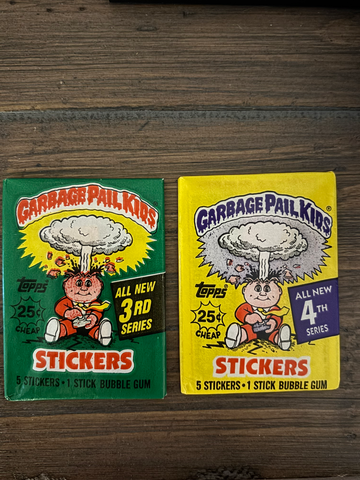 GARBAGE PAIL KIDS
Topps
25¢
CHEAP
ALL NEW
3RD
SERIES
STICKERS
5 STICKERS • 1 STICK BUBBLE GUM
GARBAGE PAIL KIDS®
Topps
25¢
CHEAP
ALL NEW
4TH
SERIES
STICKERS
5 STICKERS • 1 STICK BUBBLE GUM